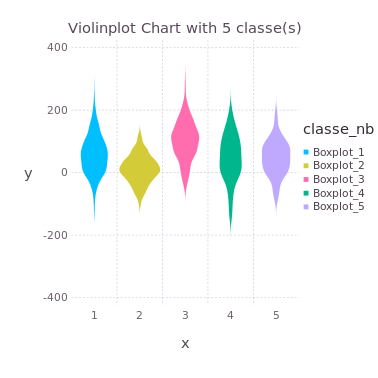 Violinplot Chart with 5 classe(s)
400
200
0
-200
-400
y
1 2 3 4 5
x
classe_nb
Boxplot_1
Boxplot_2
Boxplot_3
Boxplot_4
Boxplot_5